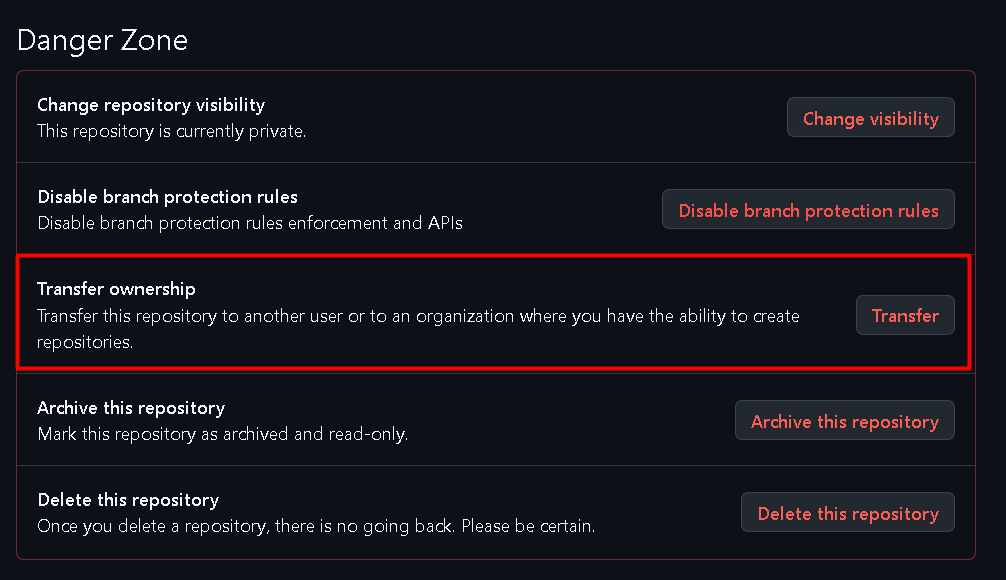 Danger Zone
Change repository visibility
This repository is currently private.
Change visibility
Disable branch protection rules
Disable branch protection rules enforcement and APIs
Disable branch protection rules
Transfer ownership
Transfer this repository to another user or to an organization where you have the ability to create
repositories.
Transfer
Archive this repository
Mark this repository as archived and read-only.
Archive this repository
Delete this repository
Once you delete a repository, there is no going back. Please be certain.
Delete this repository